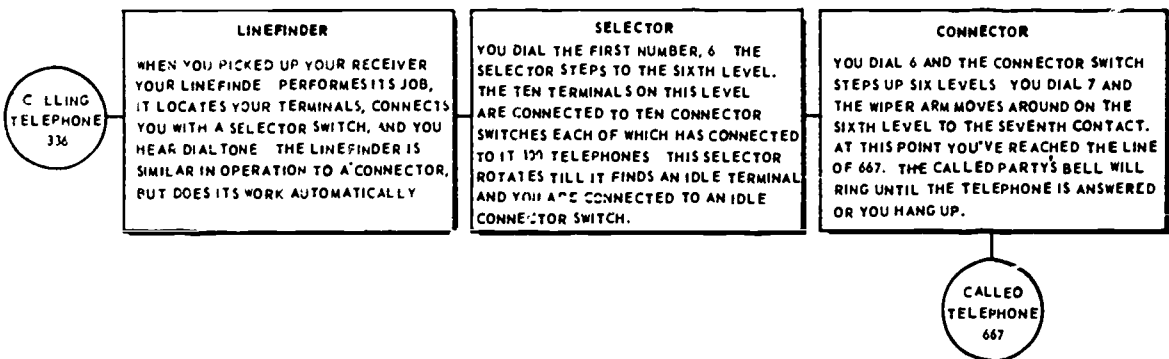 C LLING
TELEPHONE
336
LINEFINDER
WHEN YOU PICKED UP YOUR RECEIVER
YOUR LINEFINDE PERFORMES ITS JOB,
IT LOCATES YOUR TERMINALS, CONNECTS
YOU WITH A SELECTOR SWITCH, AND YOU
HEAR DIAL TONE THE LINEFINDER IS
SIMILAR IN OPERATION TO A CONNECTOR,
BUT DOES ITS WORK AUTOMATICALLY
SELECTOR
YOU DIAL THE FIRST NUMBER, 6 THE
SELECTOR STEPS TO THE SIXTH LEVEL.
THE TEN TERMINALS ON THIS LEVEL
ARE CONNECTED TO TEN CONNECTOR
SWITCHES EACH OF WHICH HAS CONNECTED
TO IT TELEPHONES THIS SELECTOR
ROTATES TILL IT FINDS AN IDLE TERMINAL
AND YOU ARE CONNECTED TO AN IDLE
CONNECTOR SWITCH.
CONNECTOR
YOU DIAL 6 AND THE CONNECTOR SWITCH
STEPS UP SIX LEVELS YOU DIAL 7 AND
THE WIPER ARM MOVES AROUND ON THE
SIXTH LEVEL TO THE SEVENTH CONTACT.
AT THIS POINT YOU'VE REACHED THE LINE
OF 667. THE CALLED PARTY'S BELL WILL
RING UNTIL THE TELEPHONE IS ANSWERED
OR YOU HANG UP.
CALLED
TELEPHONE
667